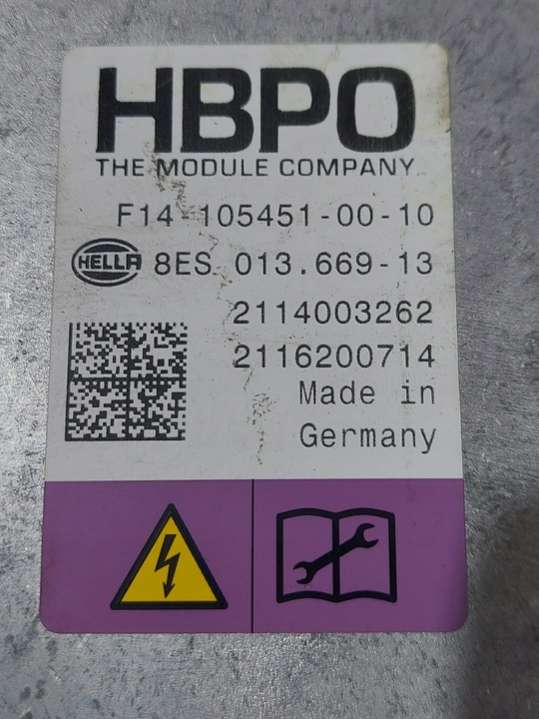 HBPO
THE MODULE COMPANY
F14-105451-00-10
HELLA 8ES 013.669-13
2114003262
2116200714
Made in
Germany